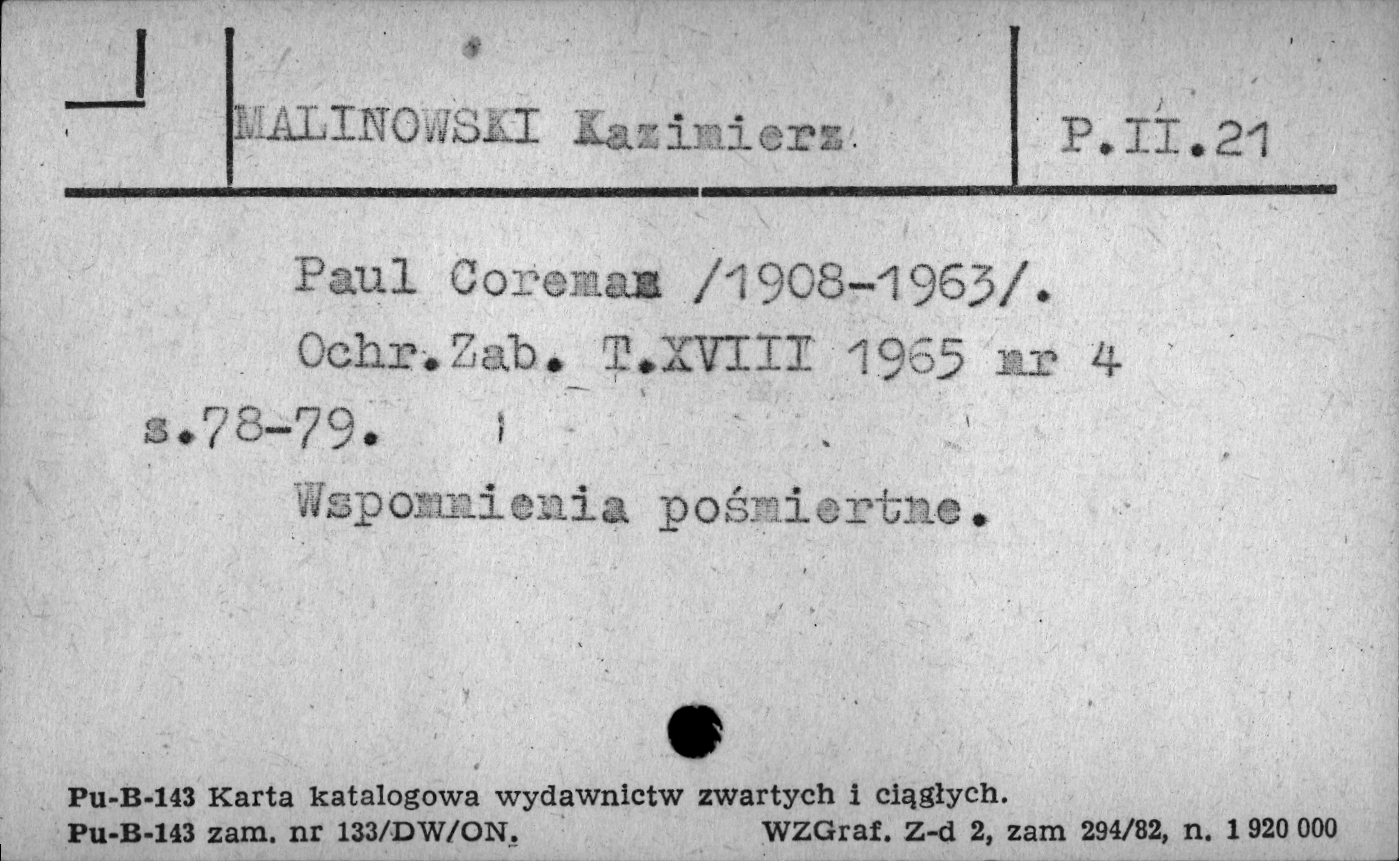 MALINOWSKI Kazimierz
P.II.21
Paul Coreman /1908-1963/.
Ochr.Zab. T.XVIII 1965 nr 4
s.78-79.
Wspomnienia pośmiertne.
Pu-B-143 Karta katalogowa wydawnictw zwartych i ciągłych.
Pu-B-143 zam. nr 133/DW/ON. WZGraf. Z-d 2, zam 294/82, n. 1 920 000